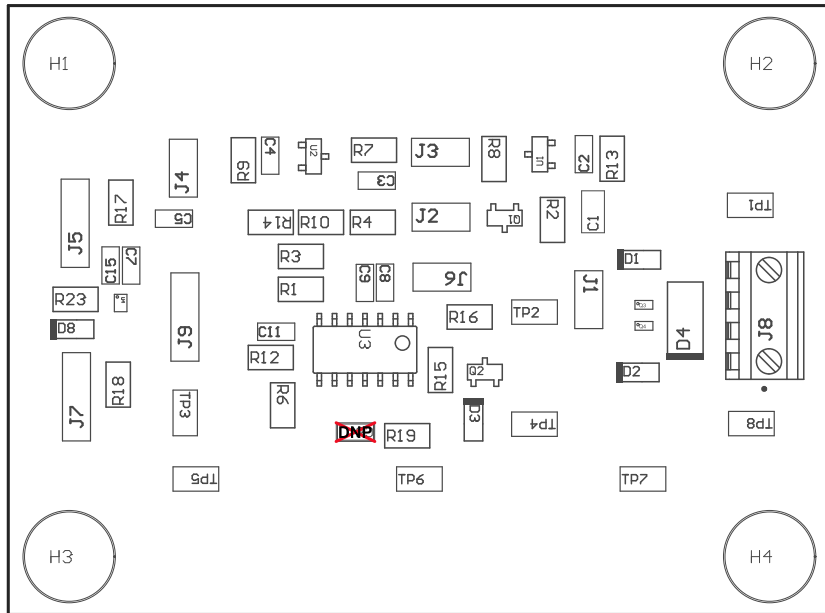 H1
H2
J4
R9
C4
U2
R7
J3
R8
U1
C2
R13
C3
J5
R17
C5
R14
R10
R4
J2
Q1
R2
C1
TP1
R3
C15
C7
D1
R1
C9
C8
J6
J1
R23
D8
J9
C11
U3
R16
TP2
D4
J8
R12
R15
Q2
D2
J7
R18
TP3
R6
DNP
R19
D3
TP4
TP8
TP5
TP6
TP7
H3
H4